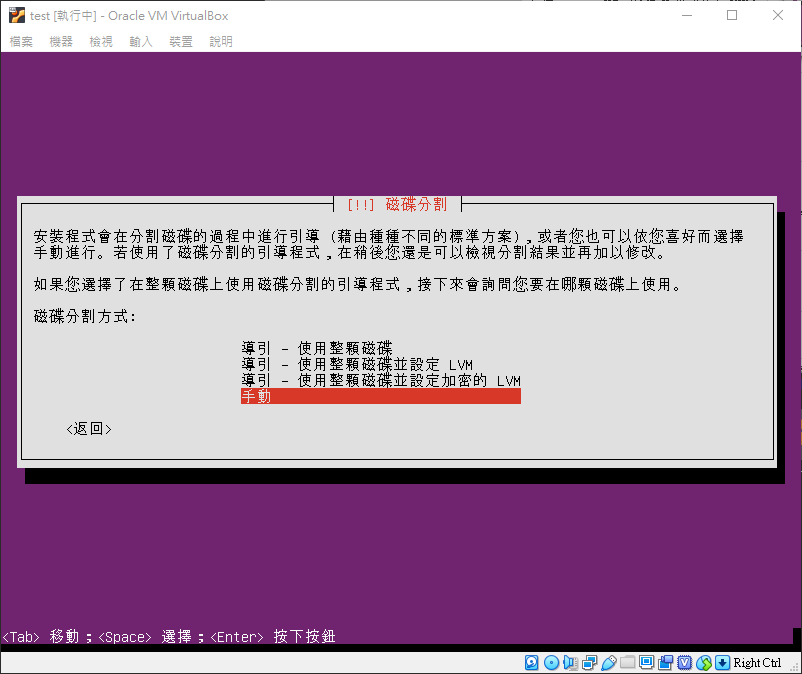 test [執行中] - Oracle VM VirtualBox
檔案 機器 檢視 輸入 裝置 說明
[!!] 磁碟分割
安裝程式會在分割磁碟的過程中進行引導 (藉由種種不同的標準方案)，或者您也可以依您喜好而選擇
手動進行。若使用了磁碟分割的引導程式，在稍後您還是可以檢視分割結果並再加以修改。
如果您選擇了在整顆磁碟上使用磁碟分割的引導程式，接下來會詢問您要在哪顆磁碟上使用。
磁碟分割方式:
導引 - 使用整顆磁碟
導引 - 使用整顆磁碟並設定 LVM
導引 - 使用整顆磁碟並設定加密的 LVM
手動
<返回>
<Tab> 移動；<Space> 選擇；<Enter> 按下按鈕
Right Ctrl